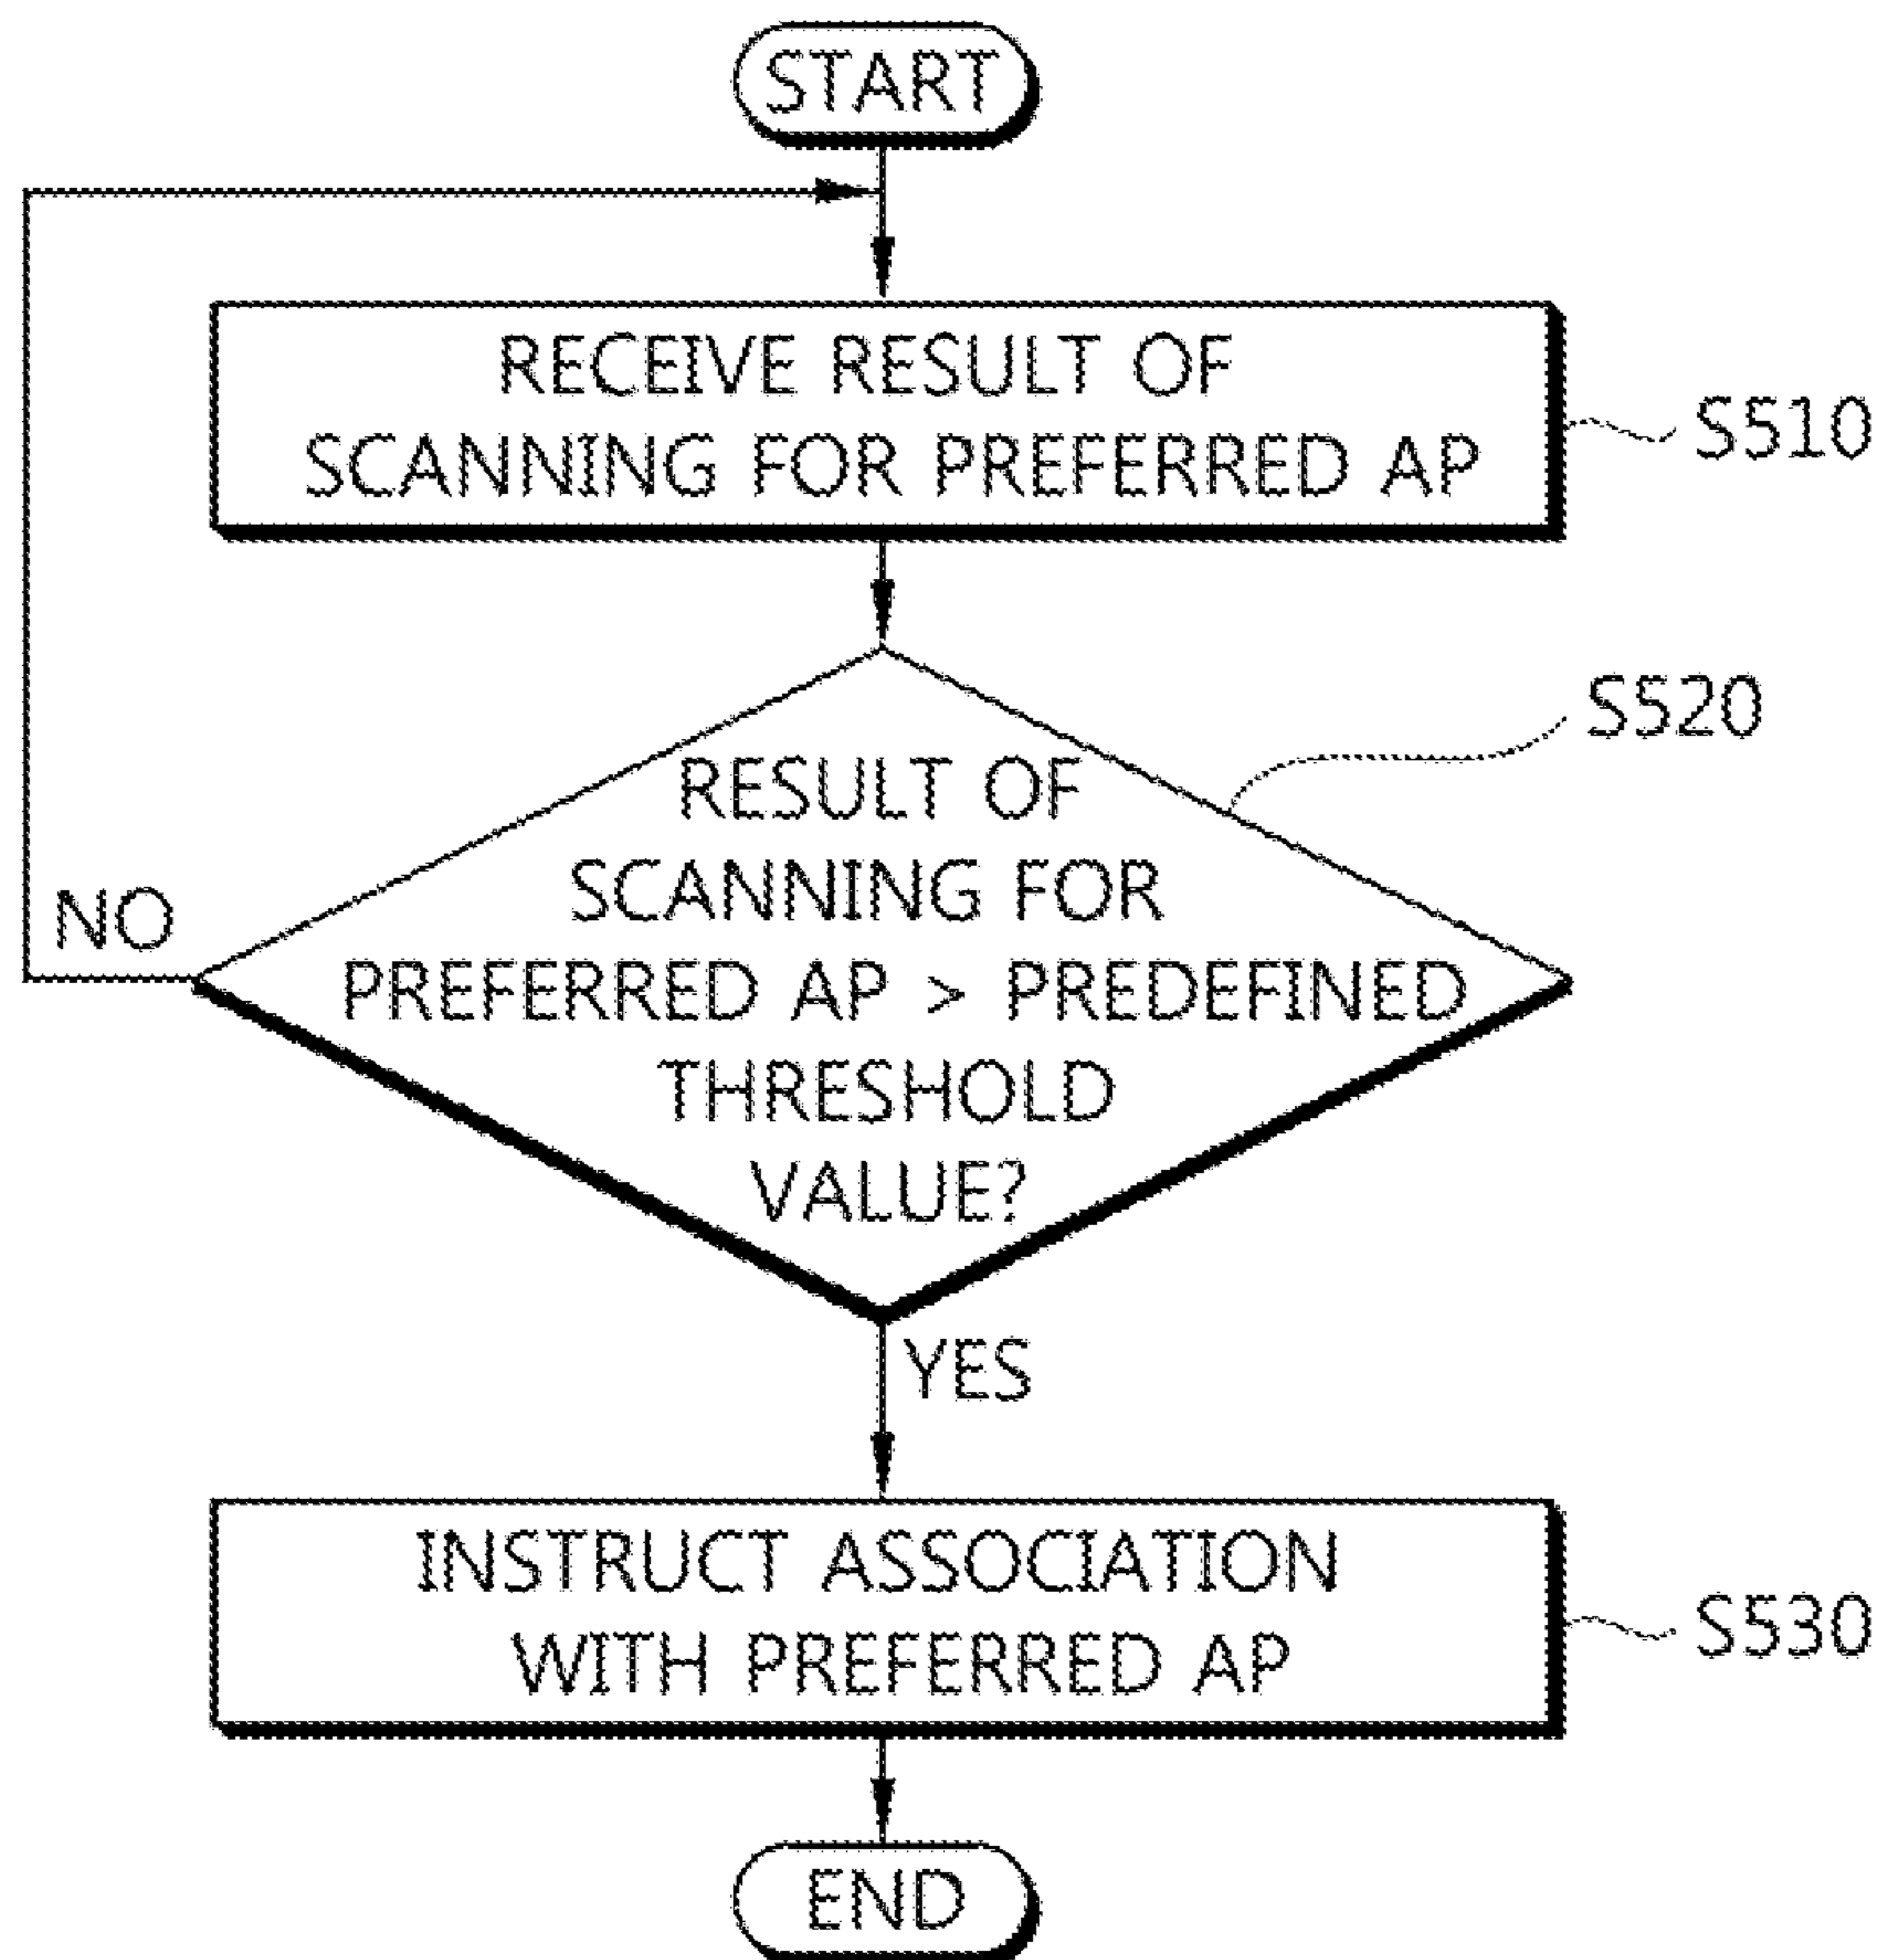 START
RECEIVE RESULT OF
SCANNING FOR PREFERRED AP
S510
S520
RESULT OF
SCANNING FOR
PREFERRED AP > PREDEFINED
THRESHOLD
VALUE?
NO
YES
INSTRUCT ASSOCIATION
WITH PREFERRED AP
S530
END